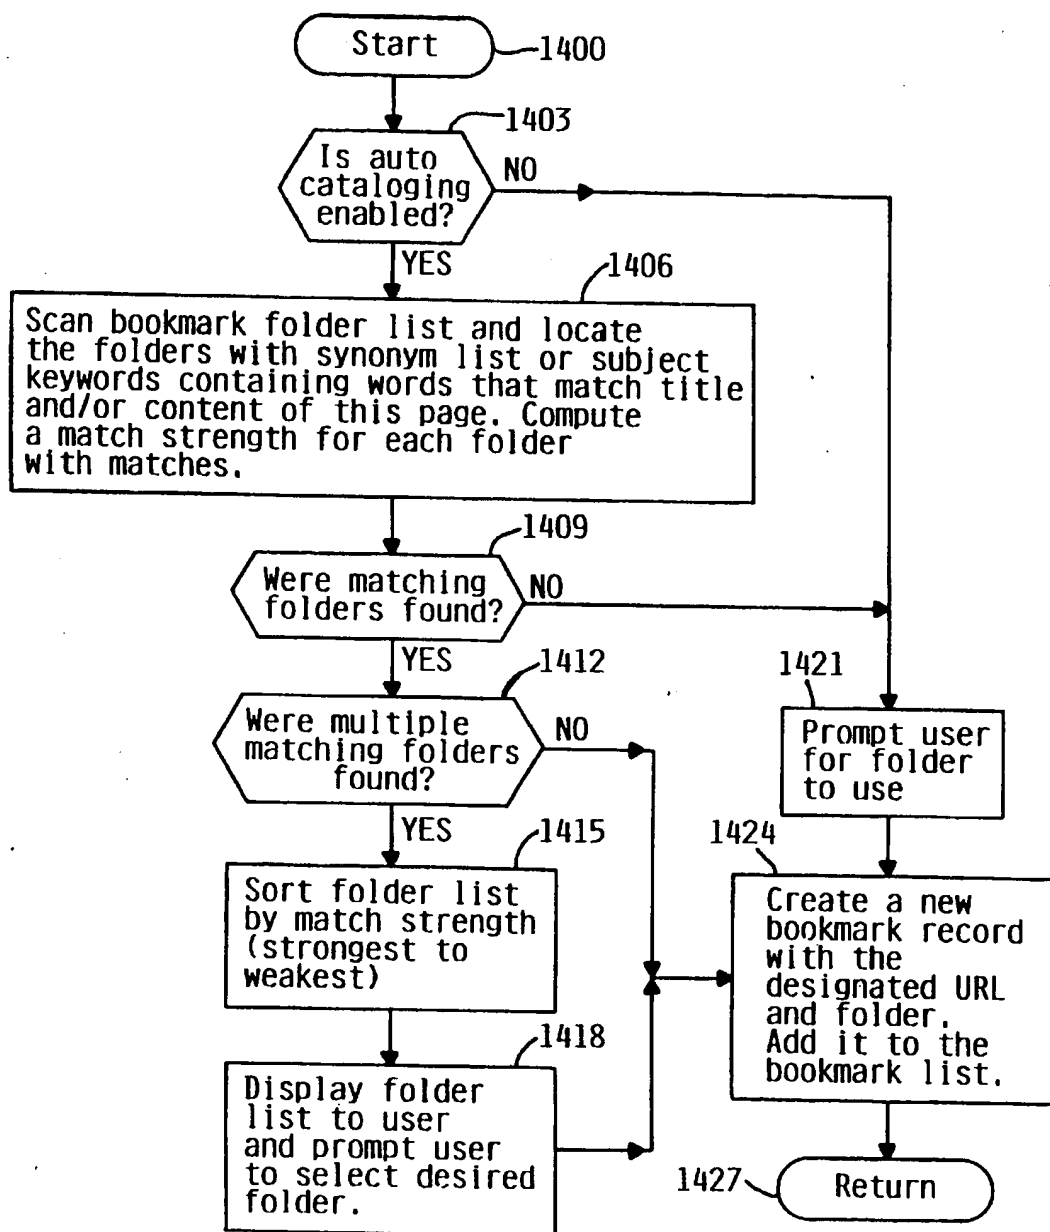 Start
1400
1403
Is auto
cataloging
enabled?
NO
YES
1406
Scan bookmark folder list and locate
the folders with synonym list or subject
keywords containing words that match title
and/or content of this page. Compute
a match strength for each folder
with matches.
1409
Were matching
folders found?
NO
YES
1412
Were multiple
matching folders
found?
NO
YES
1421
Prompt user
for folder
to use
1415
Sort folder list
by match strength
(strongest to
weakest)
1424
Create a new
bookmark record
with the
designated URL
and folder.
Add it to the
bookmark list.
1418
Display folder
list to user
and prompt user
to select desired
folder.
1427
Return